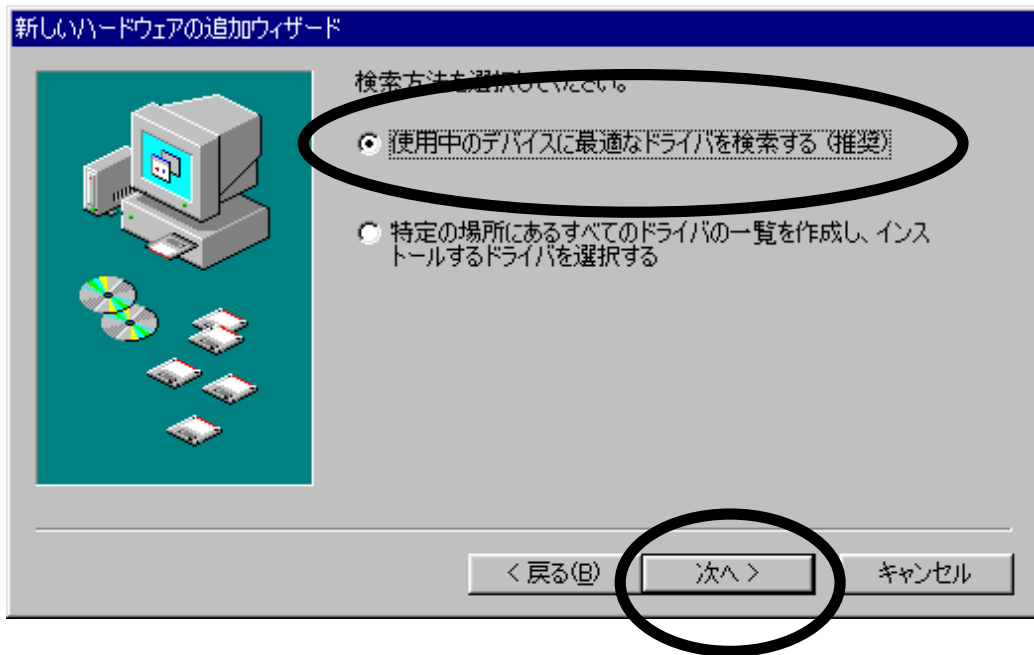 新しいハードウェアの追加ウィザード
検索方法を選択してください。
使用中のデバイスに最適なドライバを検索する (推奨)
特定の場所にあるすべてのドライバの一覧を作成し、インス
トールするドライバを選択する
< 戻る(B)
次へ >
キャンセル